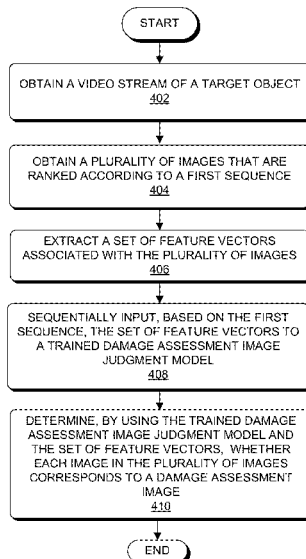 START
OBTAIN A VIDEO STREAM OF A TARGET OBJECT
402
OBTAIN A PLURALITY OF IMAGES THAT ARE
RANKED ACCORDING TO A FIRST SEQUENCE
404
EXTRACT A SET OF FEATURE VECTORS
ASSOCIATED WITH THE PLURALITY OF IMAGES
406
SEQUENTIALLY INPUT, BASED ON THE FIRST
SEQUENCE, THE SET OF FEATURE VECTORS TO
A TRAINED DAMAGE ASSESSMENT IMAGE
JUDGMENT MODEL
408
DETERMINE, BY USING THE TRAINED DAMAGE
ASSESSMENT IMAGE JUDGMENT MODEL AND
THE SET OF FEATURE VECTORS, WHETHER
EACH IMAGE IN THE PLURALITY OF IMAGES
CORRESPONDS TO A DAMAGE ASSESSMENT
IMAGE
410
END